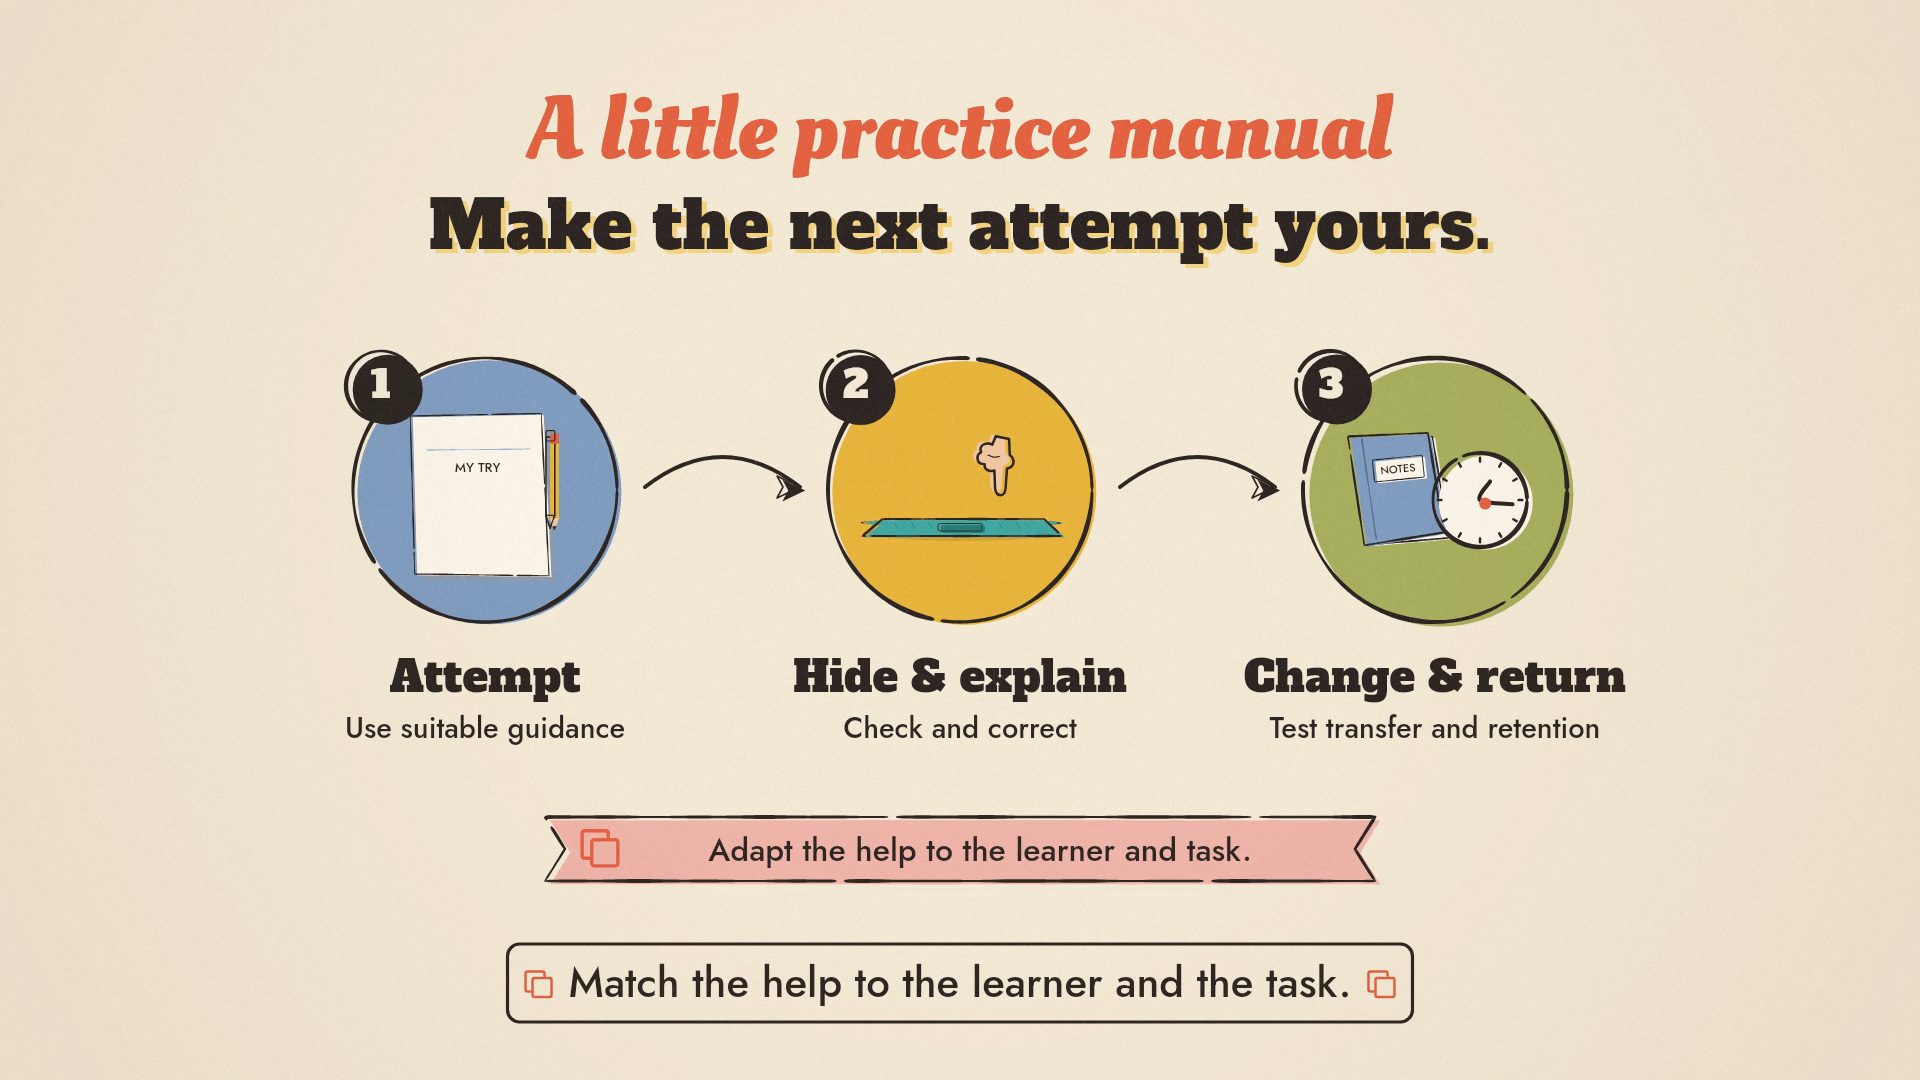 A little practice manual
Make the next attempt yours.
1
2
3
MY TRY
NOTES
Attempt
Hide & explain
Change & return
Use suitable guidance
Check and correct
Test transfer and retention
Adapt the help to the learner and task.
Match the help to the learner and the task.